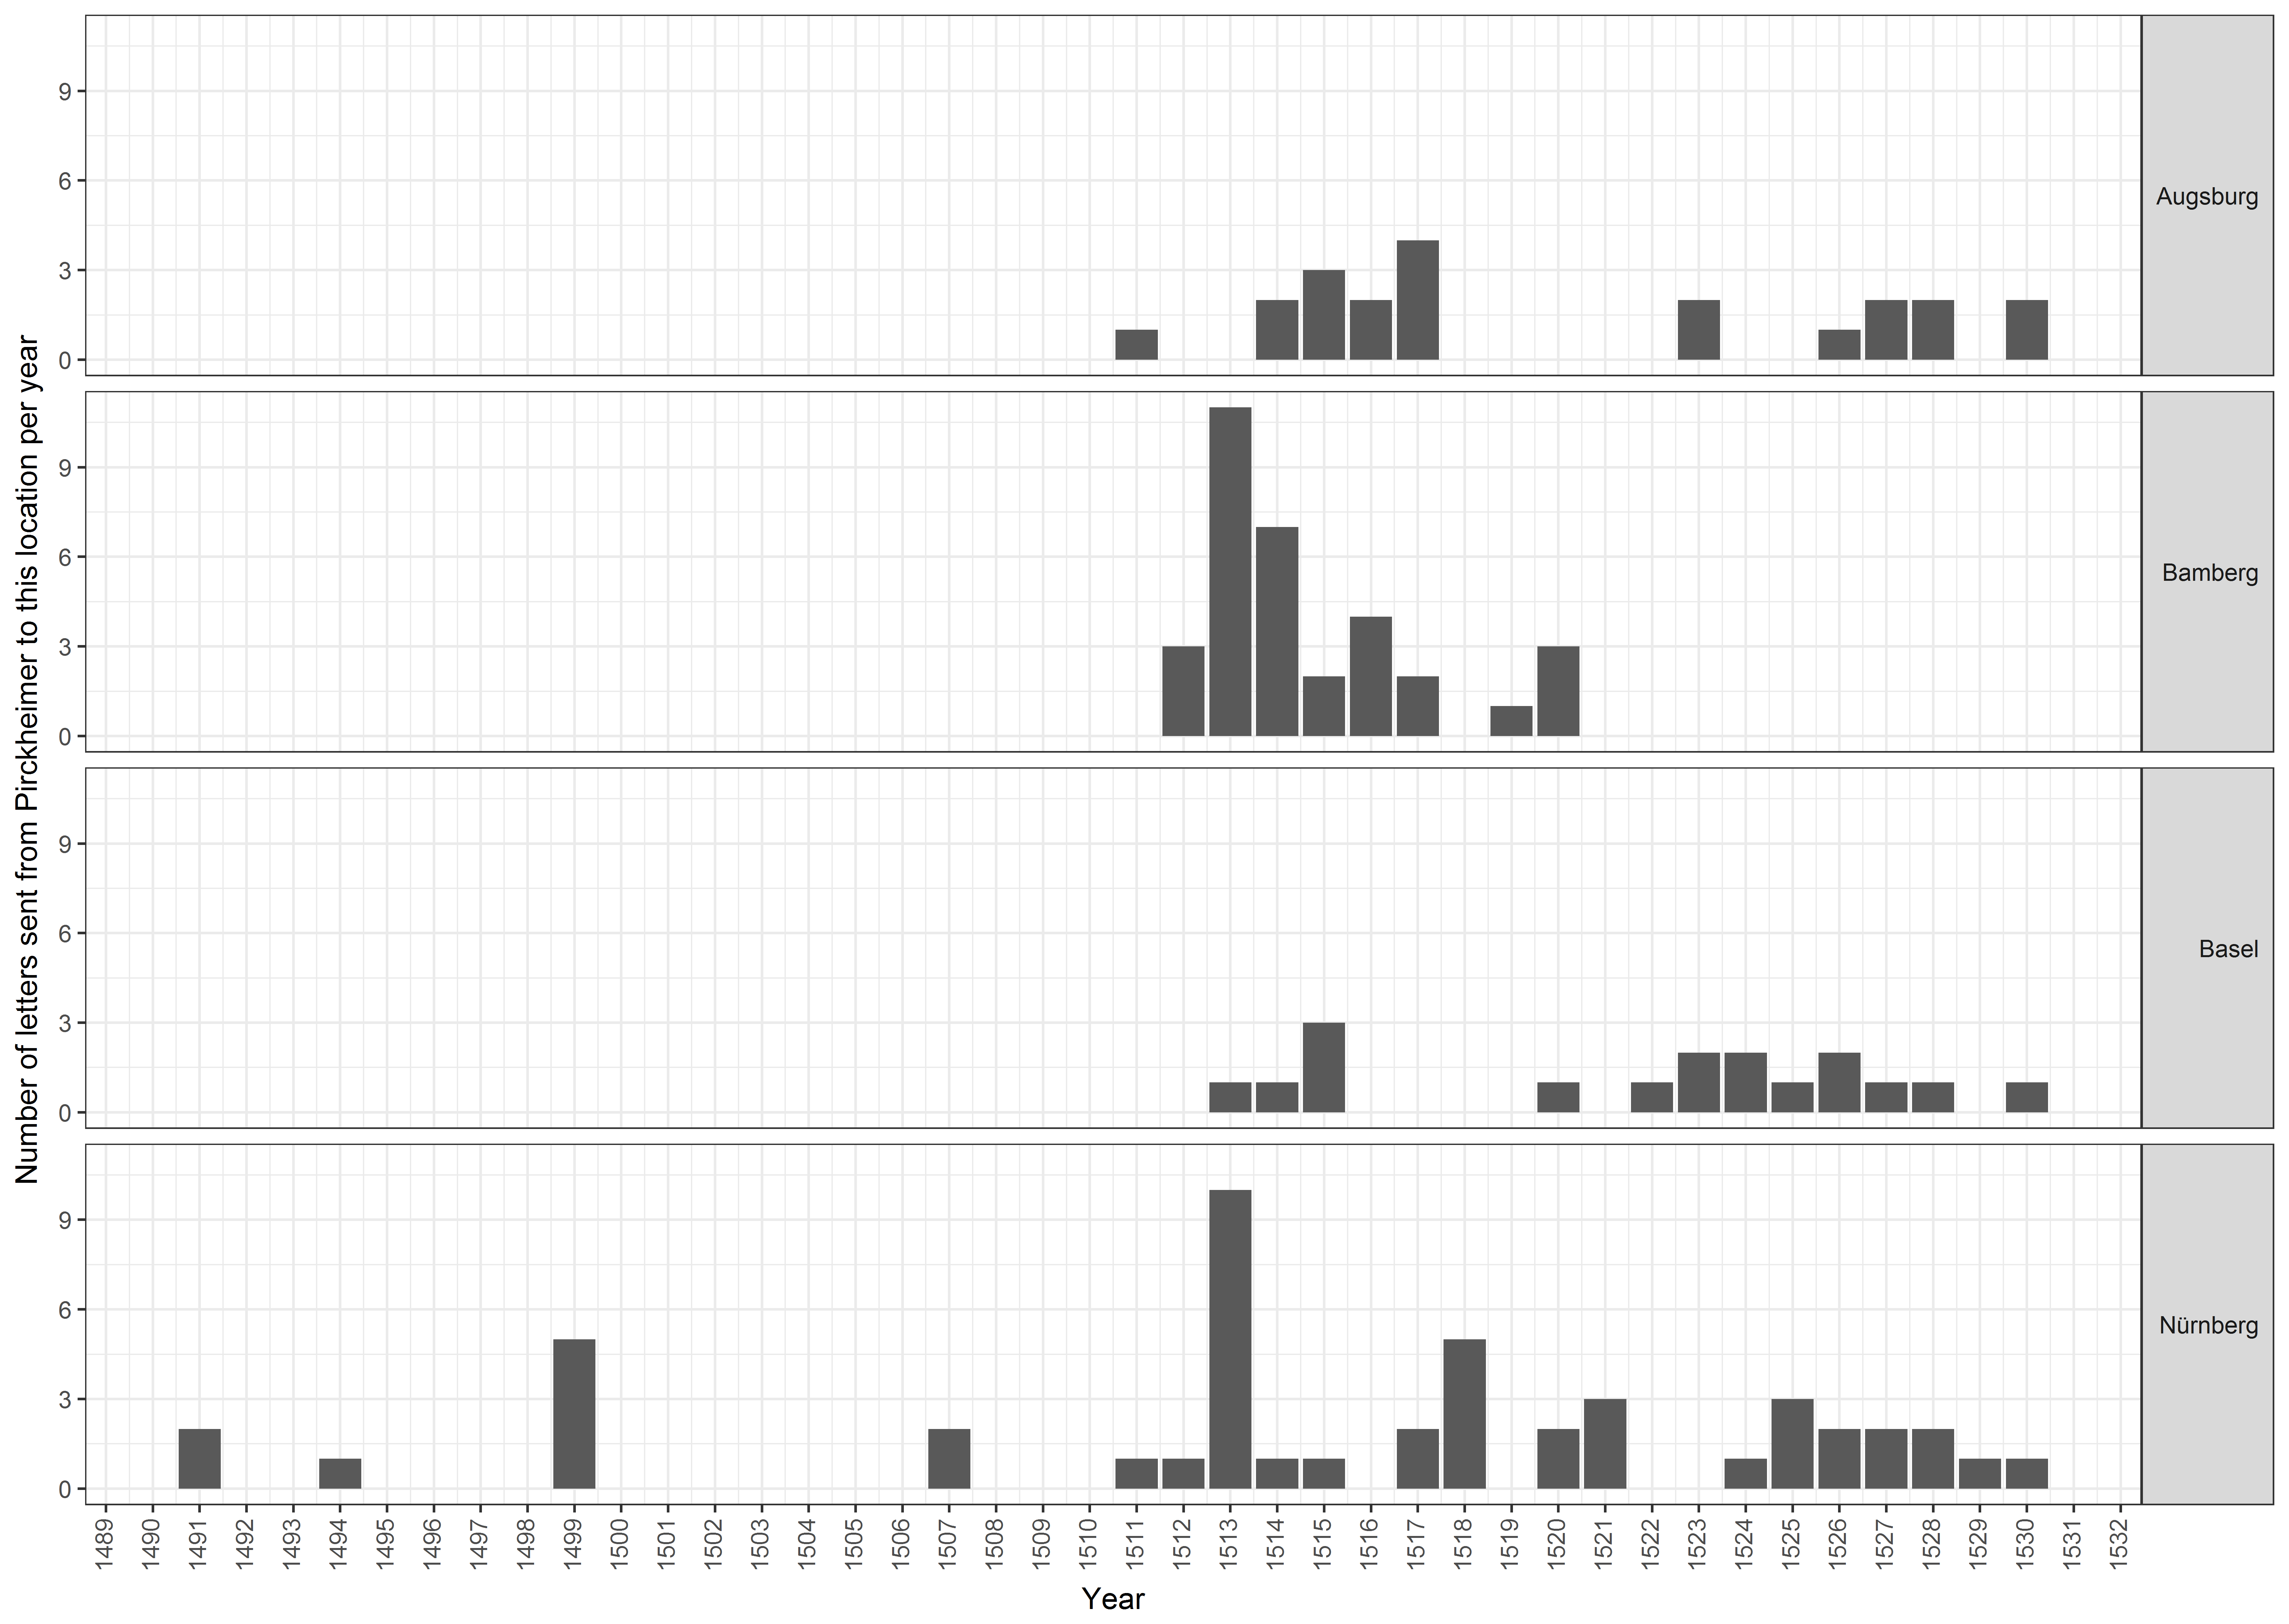 Number of letters sent from Pirckheimer to this location per year
9
6
3
0
Augsburg
9
6
3
0
Bamberg
9
6
3
0
Basel
9
6
3
0
Nürnberg
1489 1490 1491 1492 1493 1494 1495 1496 1497 1498 1499 1500 1501 1502 1503 1504 1505 1506 1507 1508 1509 1510 1511 1512 1513 1514 1515 1516 1517 1518 1519 1520 1521 1522 1523 1524 1525 1526 1527 1528 1529 1530 1531 1532
Year